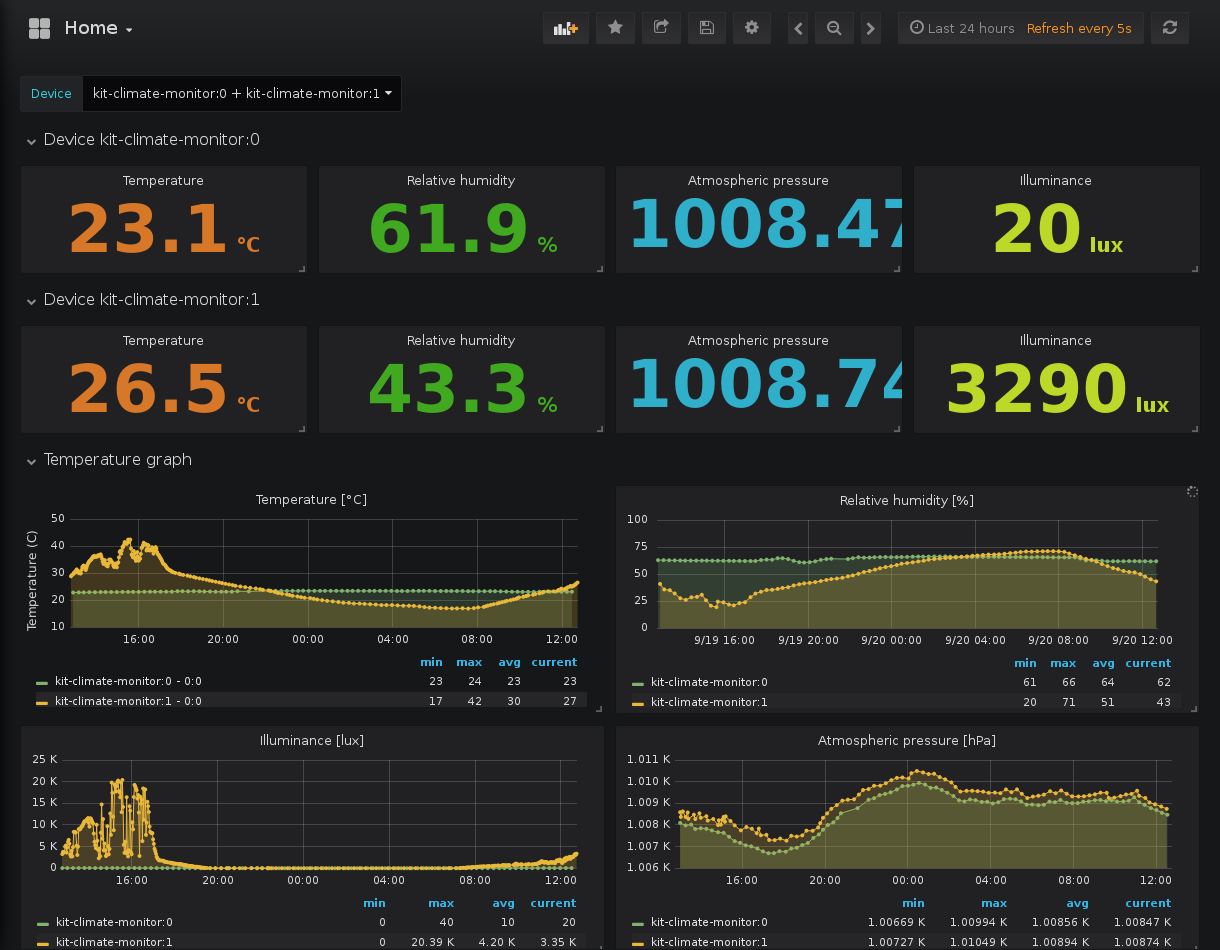 Home
Last 24 hours Refresh every 5s
Device kit-climate-monitor:0 + kit-climate-monitor:1
Device kit-climate-monitor:0
Temperature Relative humidity Atmospheric pressure Illuminance
23.1 °C 61.9 % 1008.47 20 lux
Device kit-climate-monitor:1
Temperature Relative humidity Atmospheric pressure Illuminance
26.5 °C 43.3 % 1008.74 3290 lux
Temperature graph
Temperature [°C]
Temperature (C)
50
40
30
20
10
16:00 20:00 00:00 04:00 08:00 12:00
min max avg current
kit-climate-monitor:0 - 0:0 23 24 23 23
kit-climate-monitor:1 - 0:0 17 42 30 27
Relative humidity [%]
100
75
50
25
0
9/19 16:00 9/19 20:00 9/20 00:00 9/20 04:00 9/20 08:00 9/20 12:00
min max avg current
kit-climate-monitor:0 61 66 64 62
kit-climate-monitor:1 20 71 51 43
Illuminance [lux]
25 K
20 K
15 K
10 K
5 K
0
16:00 20:00 00:00 04:00 08:00 12:00
min max avg current
kit-climate-monitor:0 0 40 10 20
kit-climate-monitor:1 0 20.39 K 4.20 K 3.35 K
Atmospheric pressure [hPa]
1.011 K
1.010 K
1.009 K
1.008 K
1.007 K
1.006 K
16:00 20:00 00:00 04:00 08:00 12:00
min max avg current
kit-climate-monitor:0 1.00669 K 1.00994 K 1.00856 K 1.00847 K
kit-climate-monitor:1 1.00727 K 1.01049 K 1.00894 K 1.00874 K